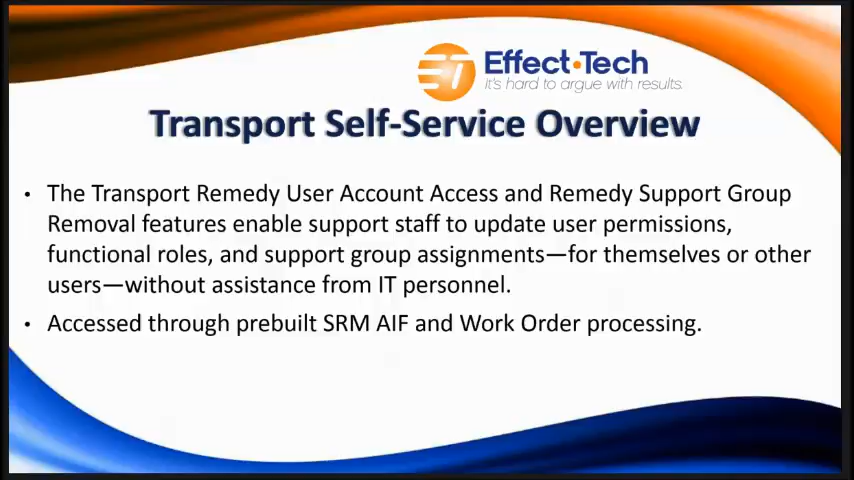 Effect•Tech
it's hard to argue with results.
Transport Self-Service Overview
• The Transport Remedy User Account Access and Remedy Support Group
Removal features enable support staff to update user permissions,
functional roles, and support group assignments—for themselves or other
users—without assistance from IT personnel.
• Accessed through prebuilt SRM AIF and Work Order processing.